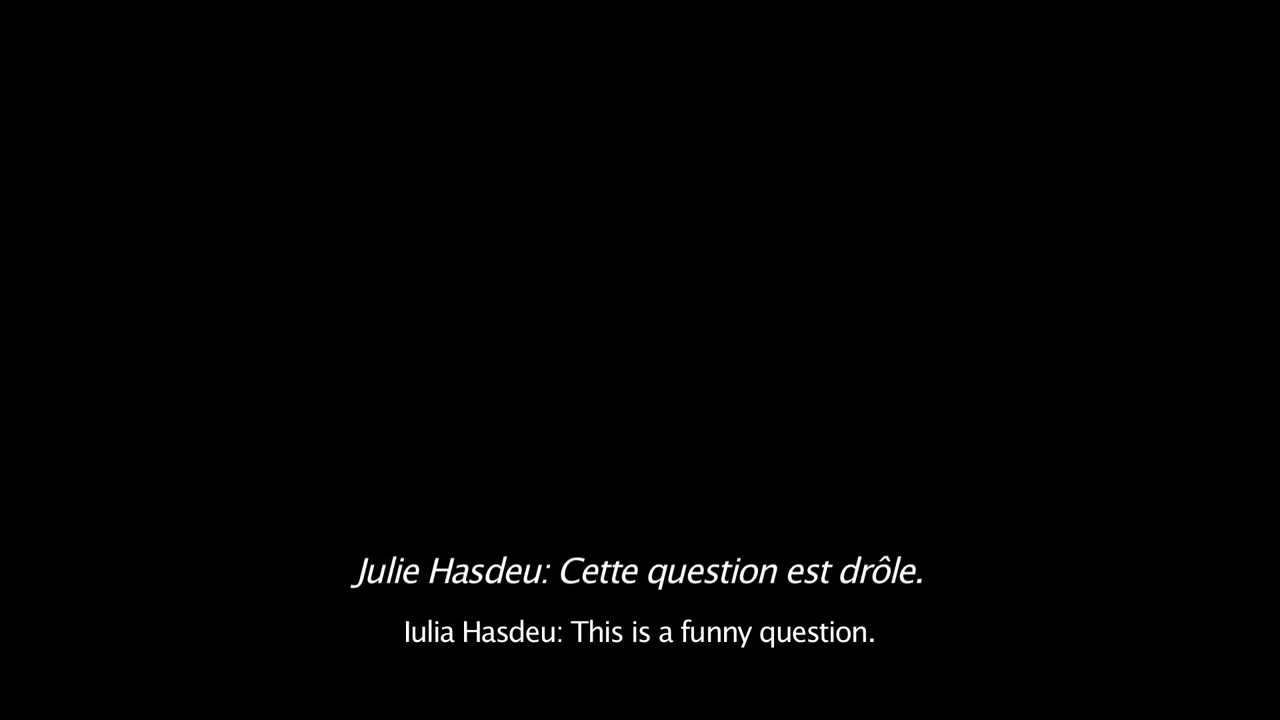 Julie Hasdeu: Cette question est drôle.
Iulia Hasdeu: This is a funny question.